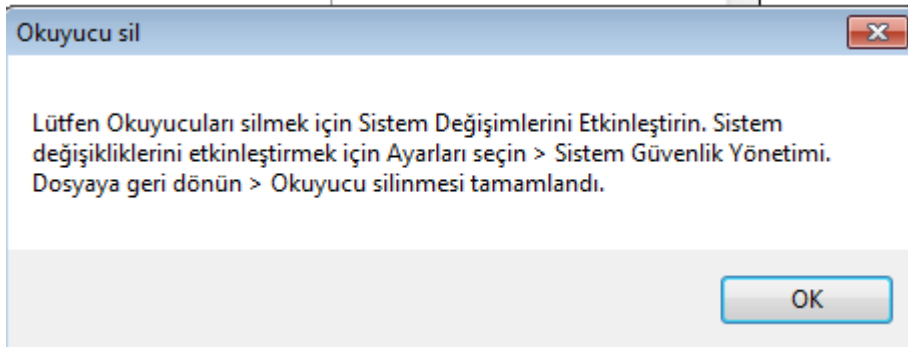 Okuyucu sil
Lütfen Okuyucuları silmek için Sistem Değişimlerini Etkinleştirin. Sistem
değişikliklerini etkinleştirmek için Ayarları seçin > Sistem Güvenlik Yönetimi.
Dosyaya geri dönün > Okuyucu silinmesi tamamlandı.
OK